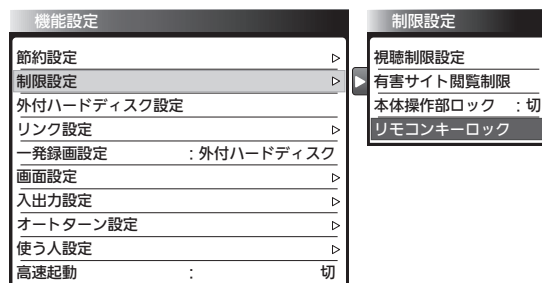 機能設定
節約設定
制限設定
外付ハードディスク設定
リンク設定
一発録画設定 :外付ハードディスク
画面設定
入出力設定
オートターン設定
使う人設定
高速起動 : 切
制限設定
視聴制限設定
有害サイト閲覧制限
本体操作部ロック :切
リモコンキーロック